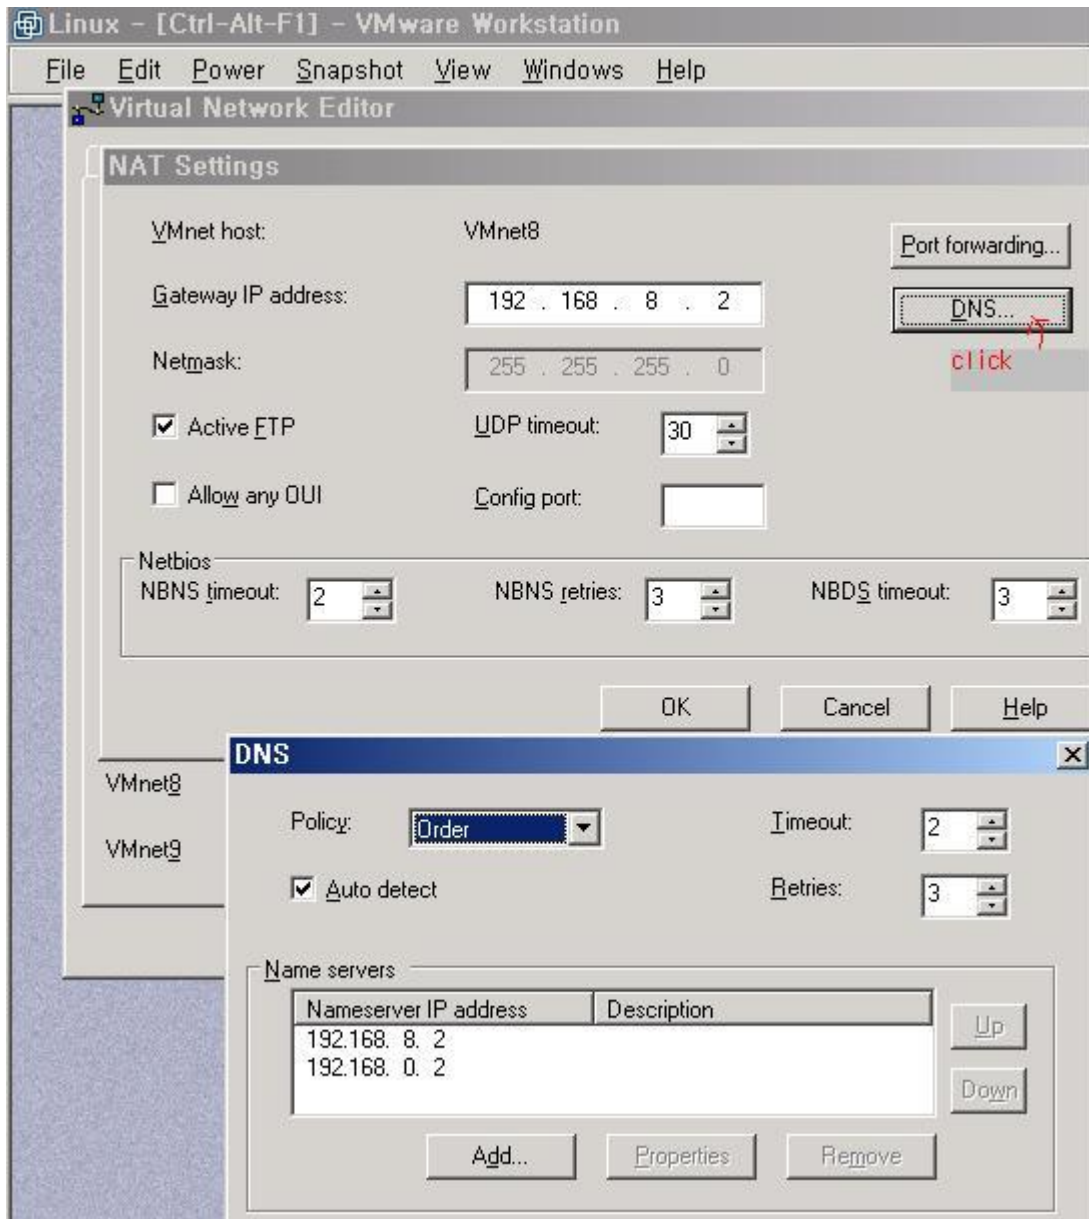 Linux - [Ctrl-Alt-F1] - VMware Workstation
File Edit Power Snapshot View Windows Help
Virtual Network Editor
NAT Settings
VMnet host: VMnet8 Port forwarding...
Gateway IP address: 192 . 168 . 8 . 2 DNS...
Netmask: 255 . 255 . 255 . 0 click
Active FTP UDP timeout: 30
Allow any OUI Config port:
Netbios
NBNS timeout: 2 NBNS retries: 3 NBDS timeout: 3
OK Cancel Help
DNS
VMnet8
Policy: Order Timeout: 2
VMnet9
Auto detect Retries: 3
Name servers
Nameserver IP address Description
Up
192.168. 8. 2
192.168. 0. 2
Down
Add... Properties Remove